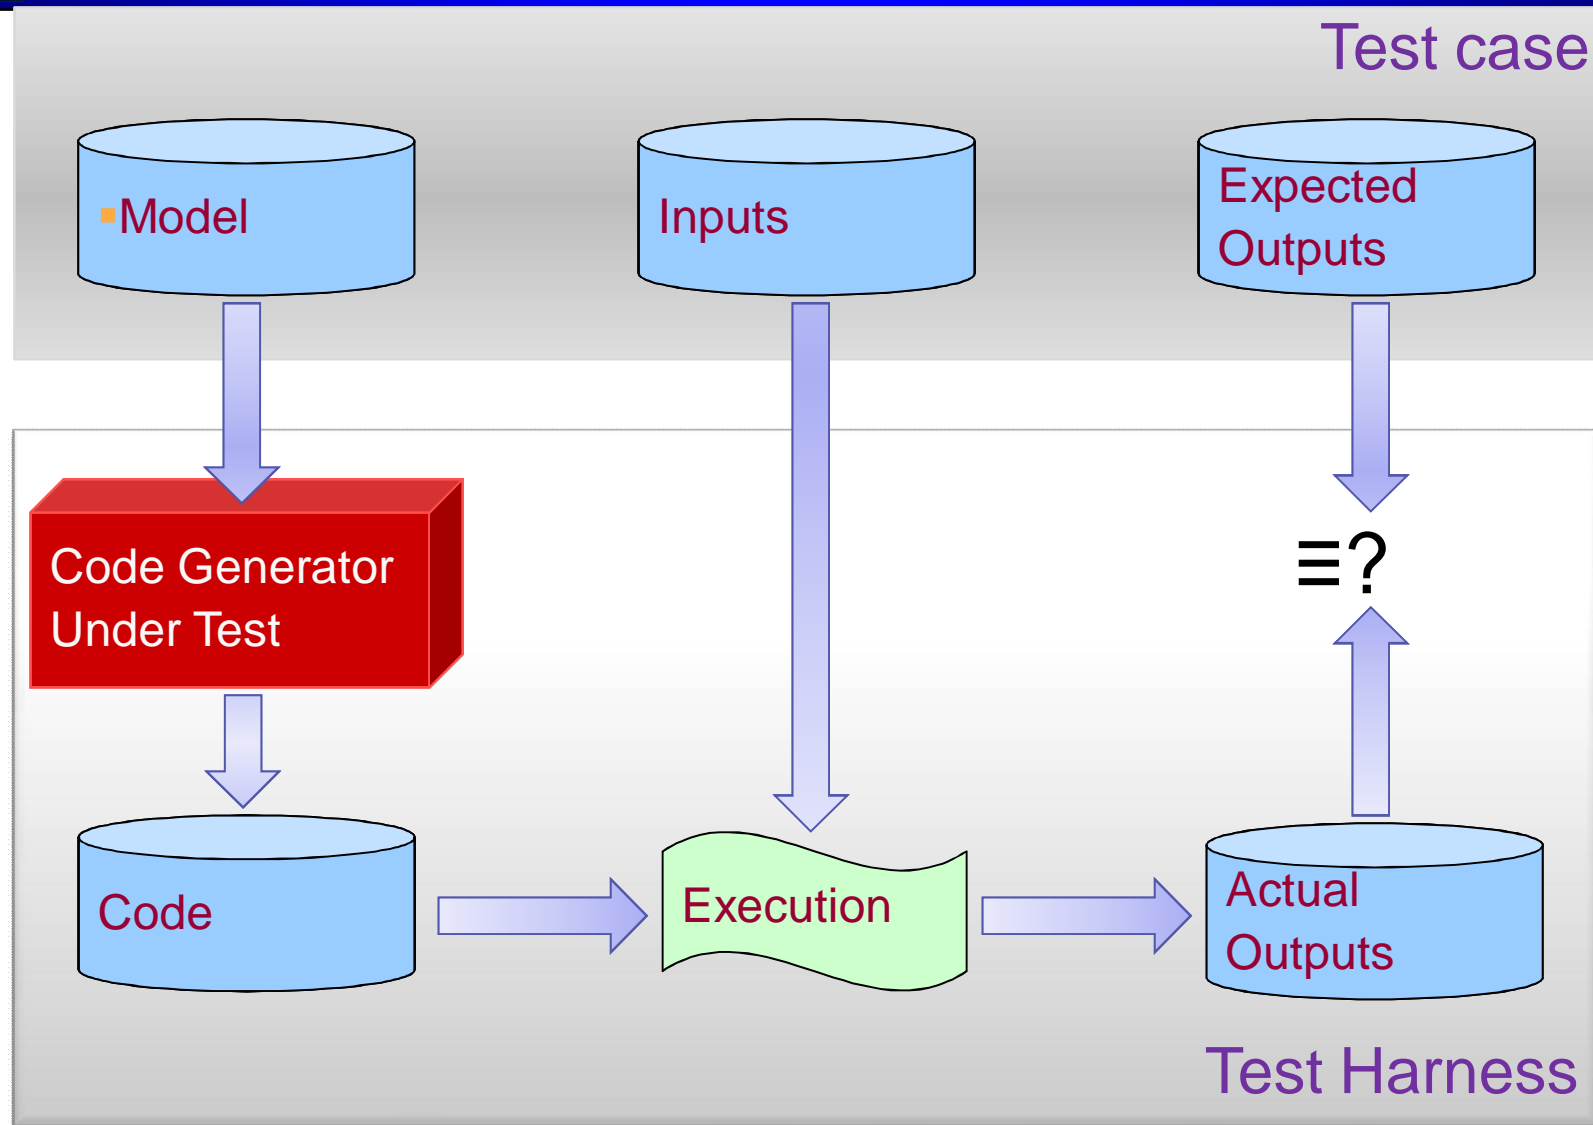 Test case
▪Model
Inputs
Expected
Outputs
Code Generator
Under Test
≡?
Code
Execution
Actual
Outputs
Test Harness